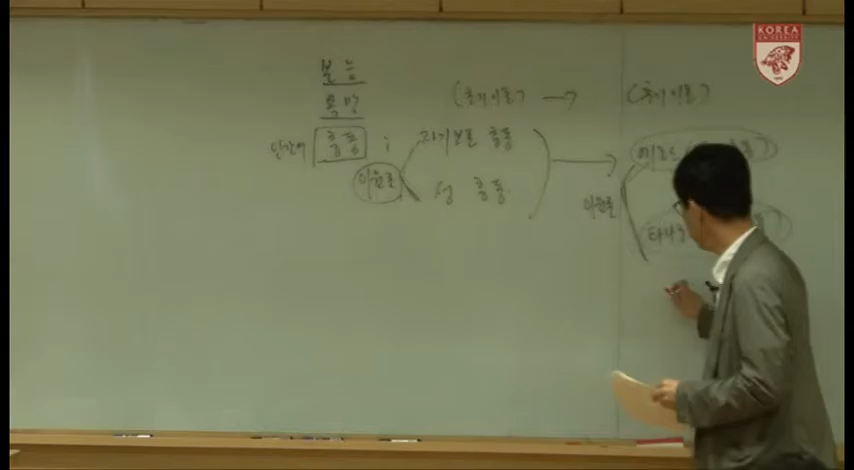 KOREA
UNIVERSITY
본능
욕망
(초기이론) → (후기이론)
인간의 충동 : 자기보존 충동
이원론
성 충동
이원론